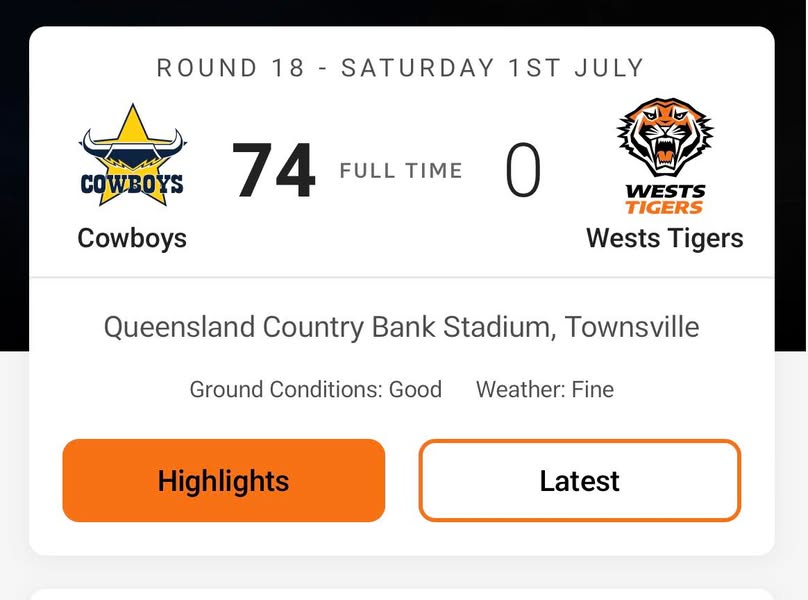 ROUND 18 - SATURDAY 1ST JULY
COWBOYS
74 FULL TIME 0
WESTS
TIGERS
Cowboys
Wests Tigers
Queensland Country Bank Stadium, Townsville
Ground Conditions: Good Weather: Fine
Highlights
Latest